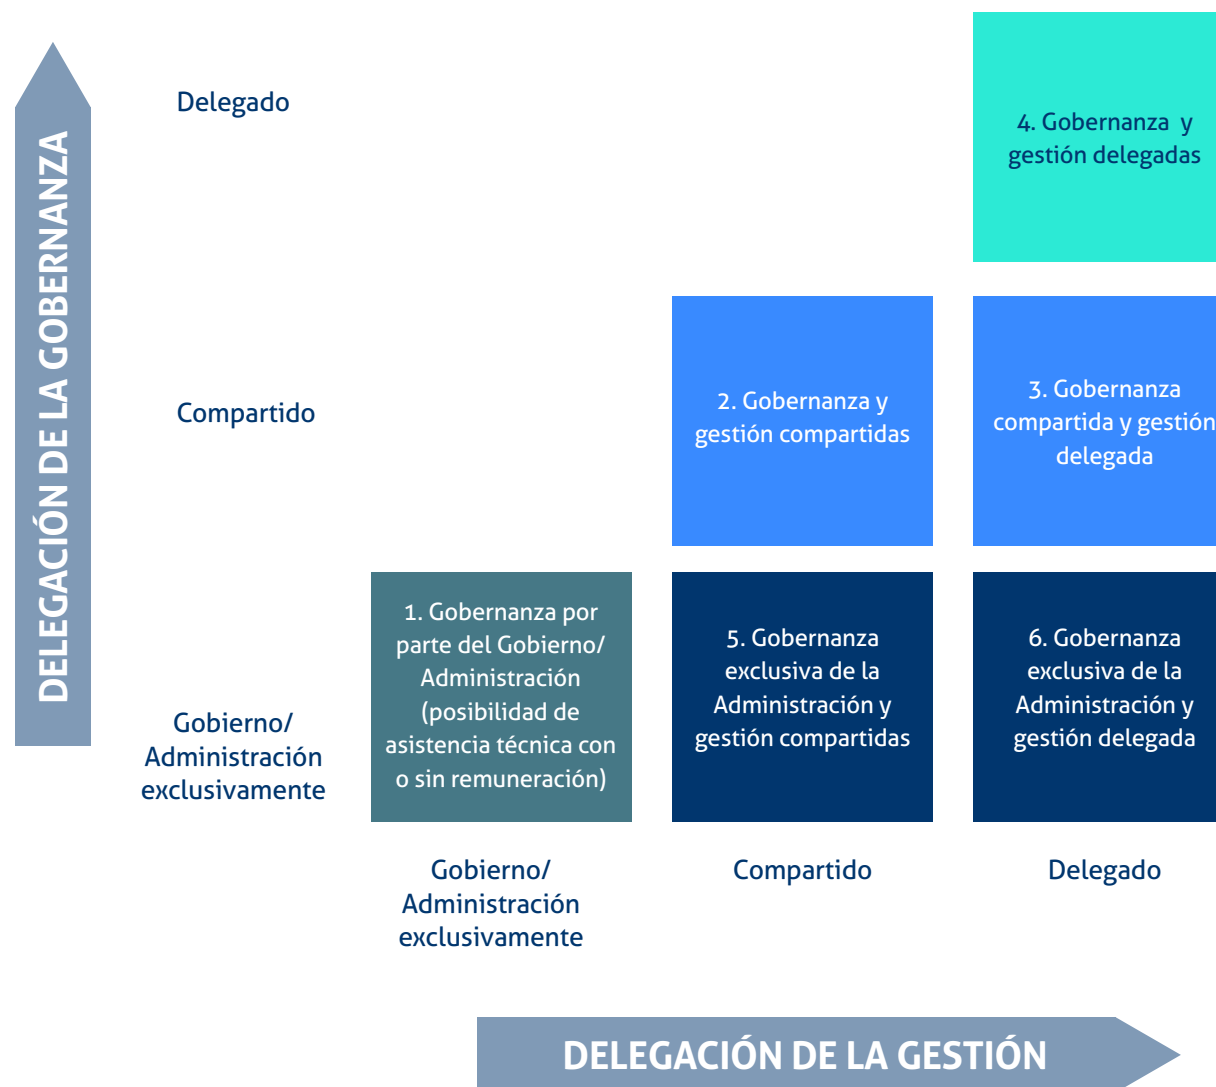 DELEGACIÓN DE LA GOBERNANZA
Delegado
4. Gobernanza y
gestión delegadas
Compartido
2. Gobernanza y
gestión compartidas
3. Gobernanza
compartida y gestión
delegada
Gobierno/
Administración
exclusivamente
1. Gobernanza por
parte del Gobierno/
Administración
(posibilidad de
asistencia técnica con
o sin remuneración)
5. Gobernanza
exclusiva de la
Administración y
gestión compartidas
6. Gobernanza
exclusiva de la
Administración y
gestión delegada
Gobierno/
Administración
exclusivamente
Compartido
Delegado
DELEGACIÓN DE LA GESTIÓN